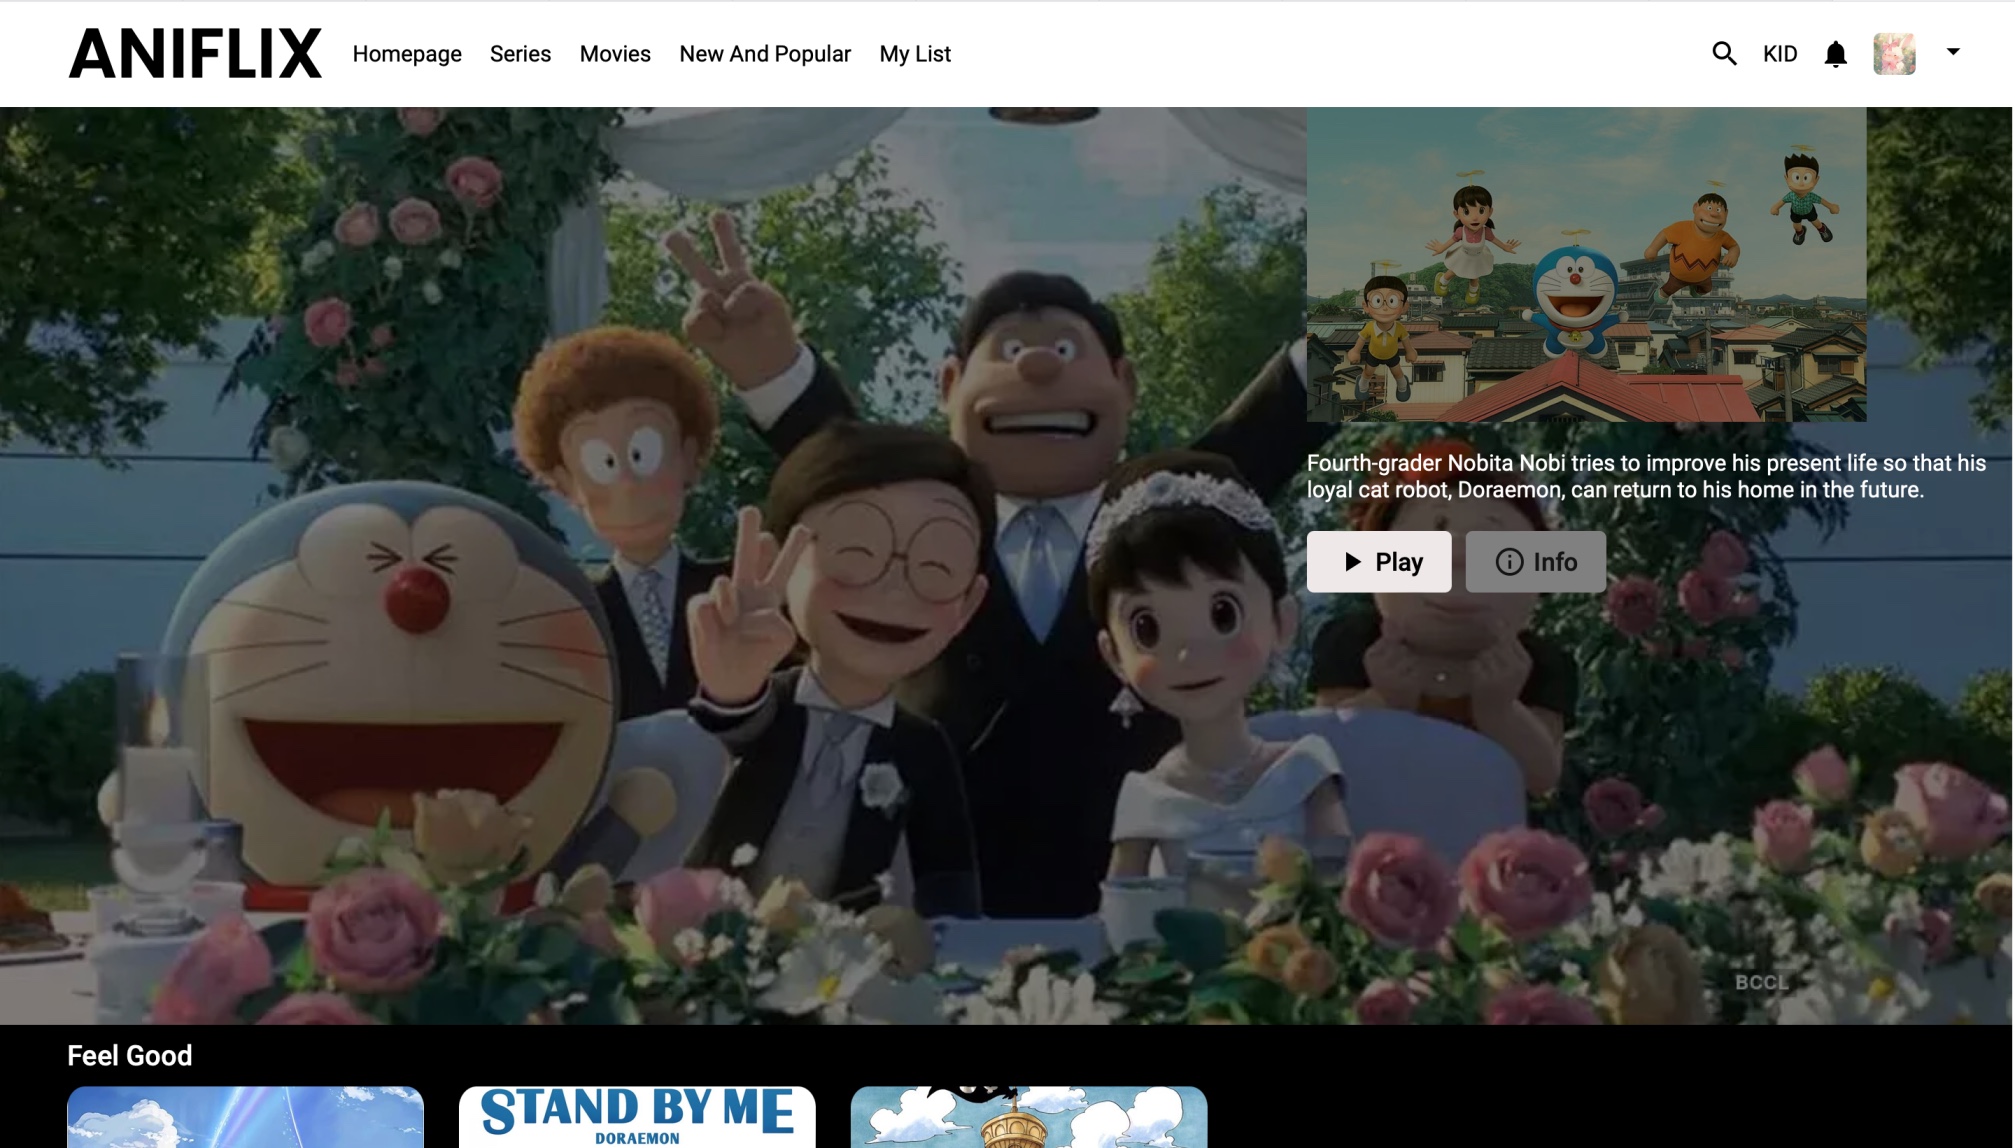 ANIFLIX
Homepage
Series
Movies
New And Popular
My List
KID
Fourth-grader Nobita Nobi tries to improve his present life so that his
loyal cat robot, Doraemon, can return to his home in the future.
Play
Info
BCCL
Feel Good
STAND BY ME
DORAEMON